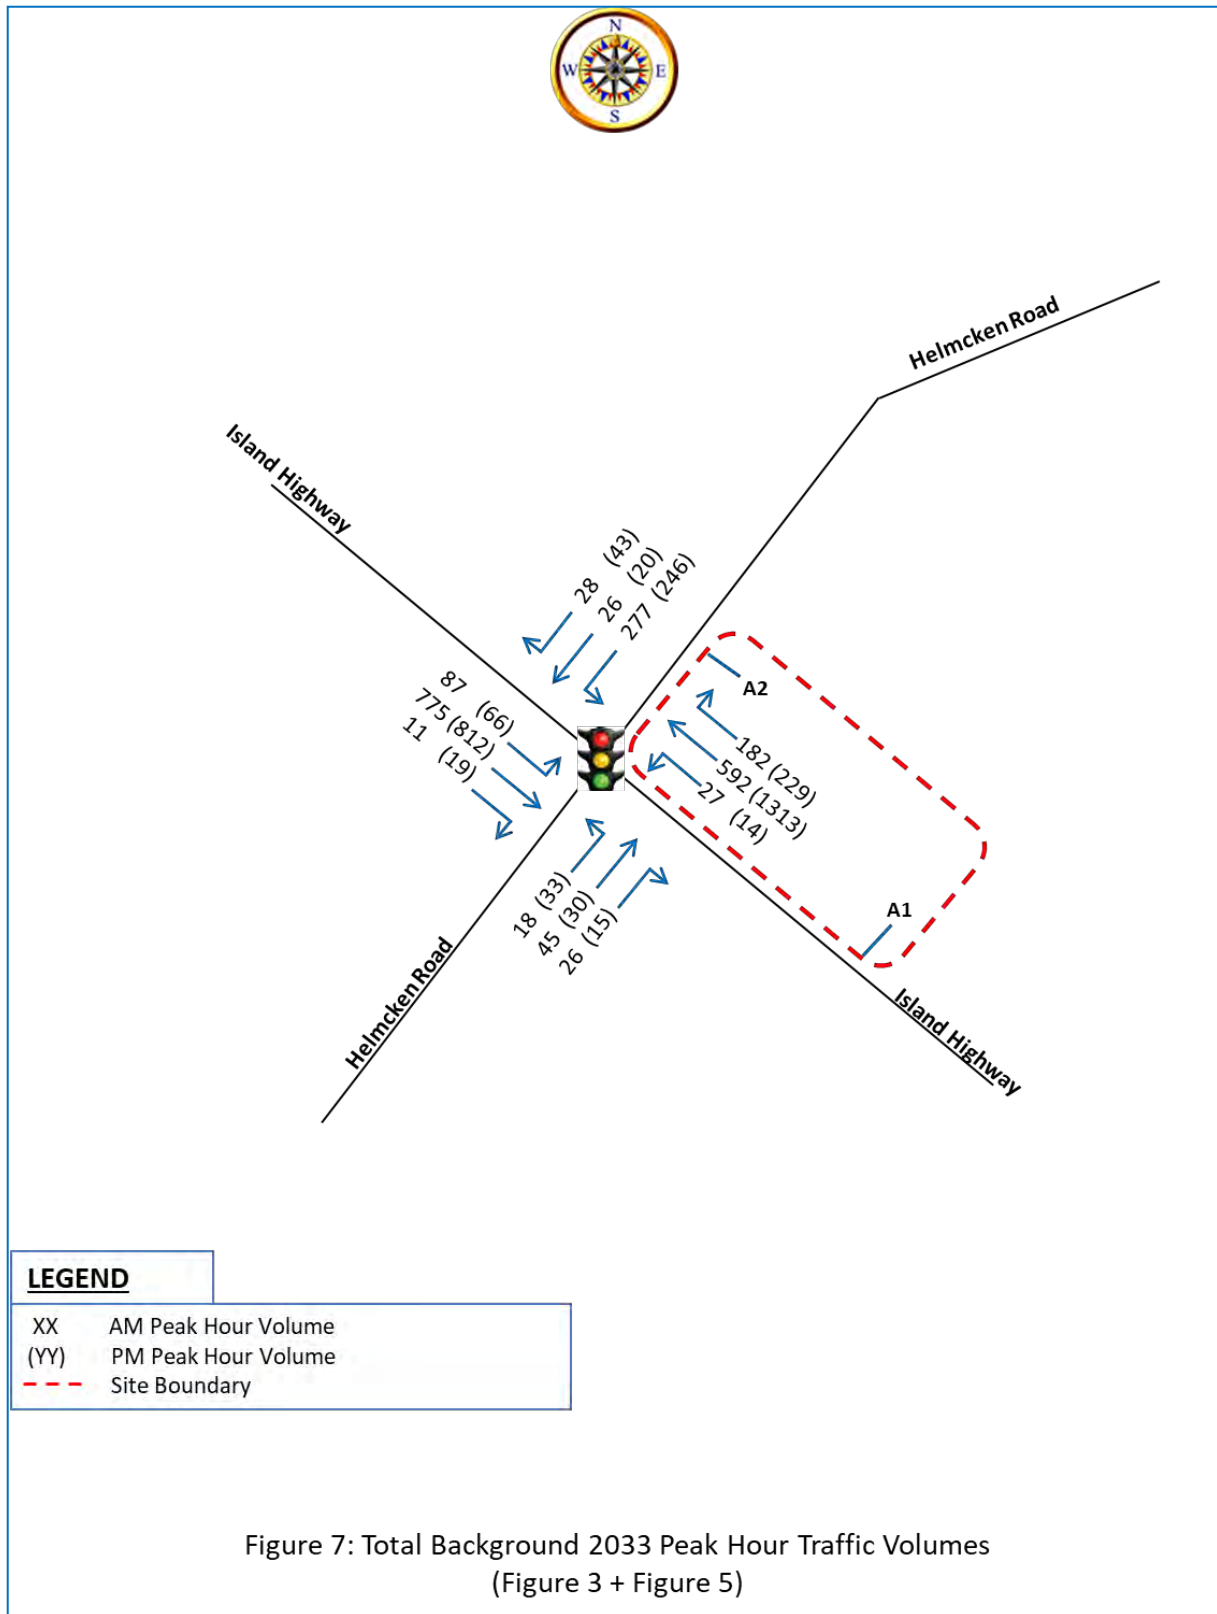 N
W E
S
Helmcken Road
Island Highway
28 (43)
26 (20)
277 (246)
87 (66)
775 (812)
11 (19)
A2
182 (229)
592 (1313)
27 (14)
18 (33)
45 (30)
26 (15)
A1
Helmcken Road
Island Highway
LEGEND
XX AM Peak Hour Volume
(YY) PM Peak Hour Volume
Site Boundary
Figure 7: Total Background 2033 Peak Hour Traffic Volumes
(Figure 3 + Figure 5)